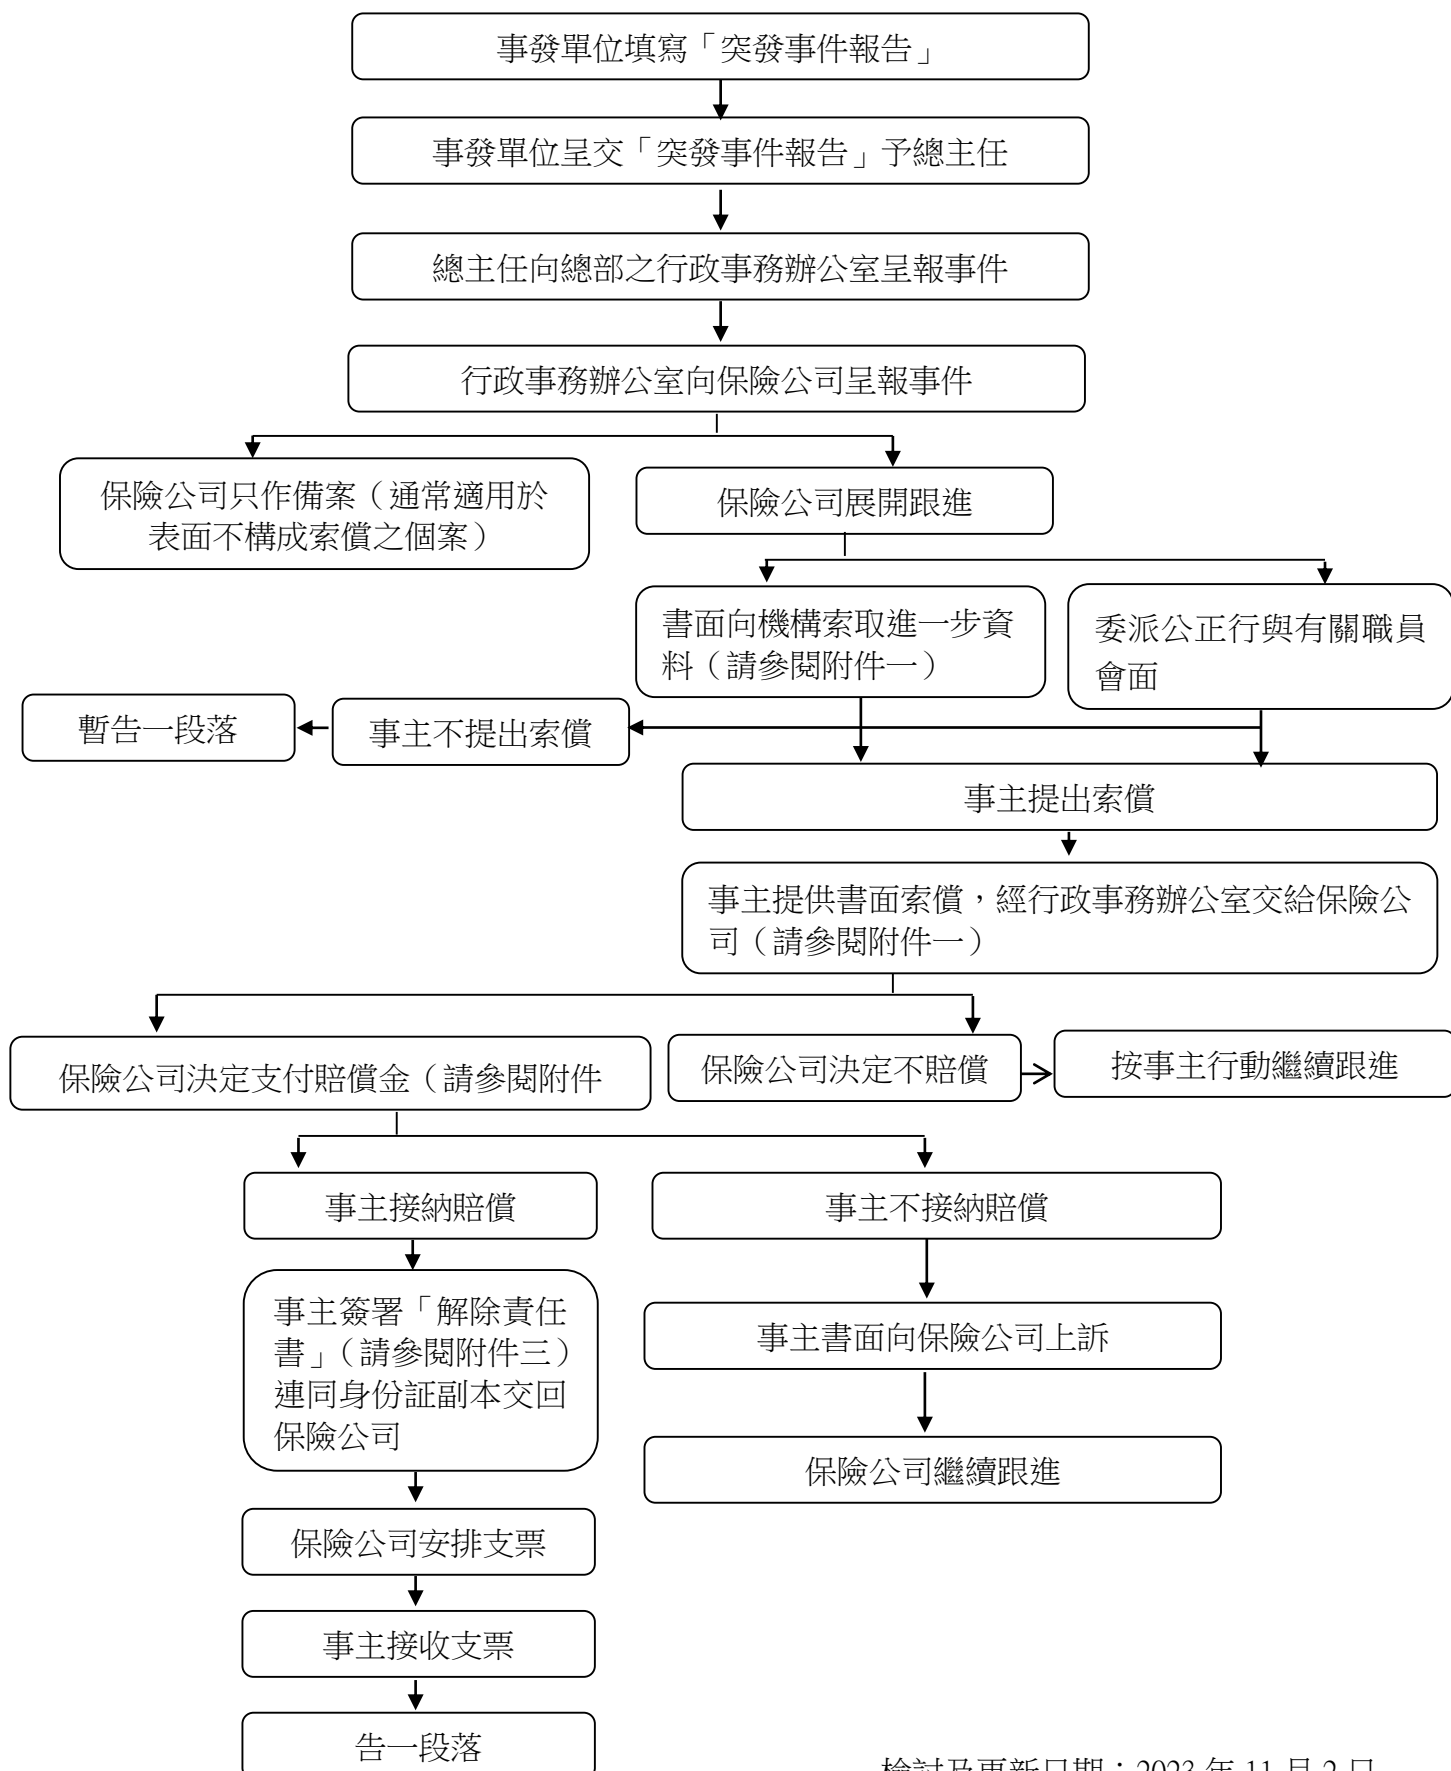 事發單位填寫「突發事件報告」
事發單位呈交「突發事件報告」予總主任
總主任向總部之行政事務辦公室呈報事件
行政事務辦公室向保險公司呈報事件
保險公司只作備案（通常適用於
表面不構成索償之個案）
保險公司展開跟進
書面向機構索取進一步資
料（請參閱附件一）
委派公正行與有關職員
會面
暫告一段落
事主不提出索償
事主提出索償
事主提供書面索償，經行政事務辦公室交給保險公
司（請參閱附件一）
保險公司決定支付賠償金（請參閱附件
保險公司決定不賠償
按事主行動繼續跟進
事主接納賠償
事主不接納賠償
事主簽署「解除責任
書」（請參閱附件三）
連同身份証副本交回
保險公司
事主書面向保險公司上訴
保險公司繼續跟進
保險公司安排支票
事主接收支票
告一段落
檢討及更新日期：2023 年 11 月 2 日